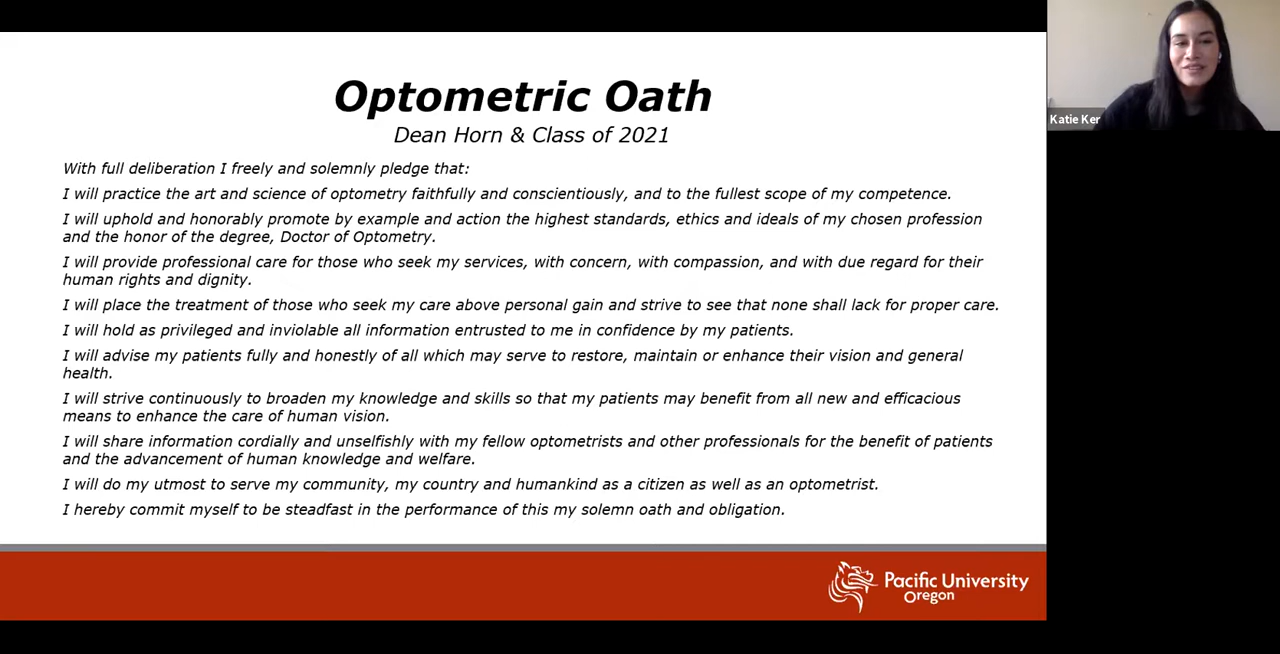 Optometric Oath
Dean Horn & Class of 2021
With full deliberation I freely and solemnly pledge that:
I will practice the art and science of optometry faithfully and conscientiously, and to the fullest scope of my competence.
I will uphold and honorably promote by example and action the highest standards, ethics and ideals of my chosen profession
and the honor of the degree, Doctor of Optometry.
I will provide professional care for those who seek my services, with concern, with compassion, and with due regard for their
human rights and dignity.
I will place the treatment of those who seek my care above personal gain and strive to see that none shall lack for proper care.
I will hold as privileged and inviolable all information entrusted to me in confidence by my patients.
I will advise my patients fully and honestly of all which may serve to restore, maintain or enhance their vision and general
health.
I will strive continuously to broaden my knowledge and skills so that my patients may benefit from all new and efficacious
means to enhance the care of human vision.
I will share information cordially and unselfishly with my fellow optometrists and other professionals for the benefit of patients
and the advancement of human knowledge and welfare.
I will do my utmost to serve my community, my country and humankind as a citizen as well as an optometrist.
I hereby commit myself to be steadfast in the performance of this my solemn oath and obligation.
Pacific University
Oregon
Katie Ker